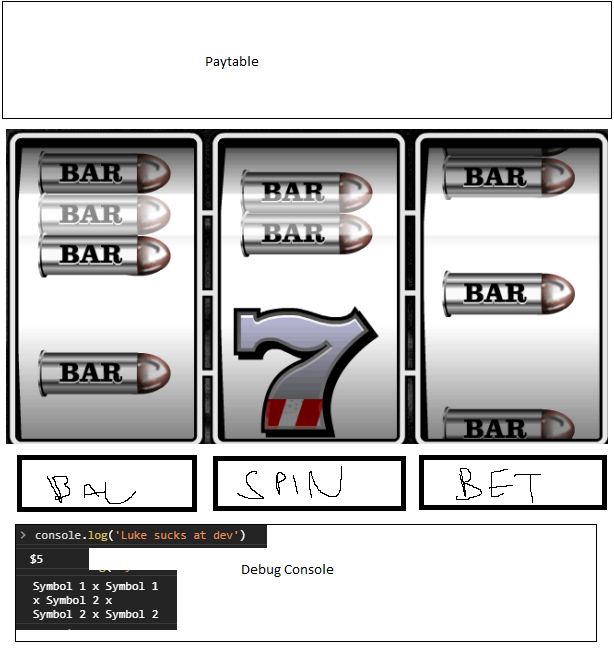 Paytable
BAR
BAR
BAR
BAR
BAR
BAR
7
BAR
BAR
BAR
BAL
SPIN
BET
> console.log('Luke sucks at dev')
$5
Symbol 1 x Symbol 1
x Symbol 2 x
Symbol 2 x Symbol 2
Debug Console